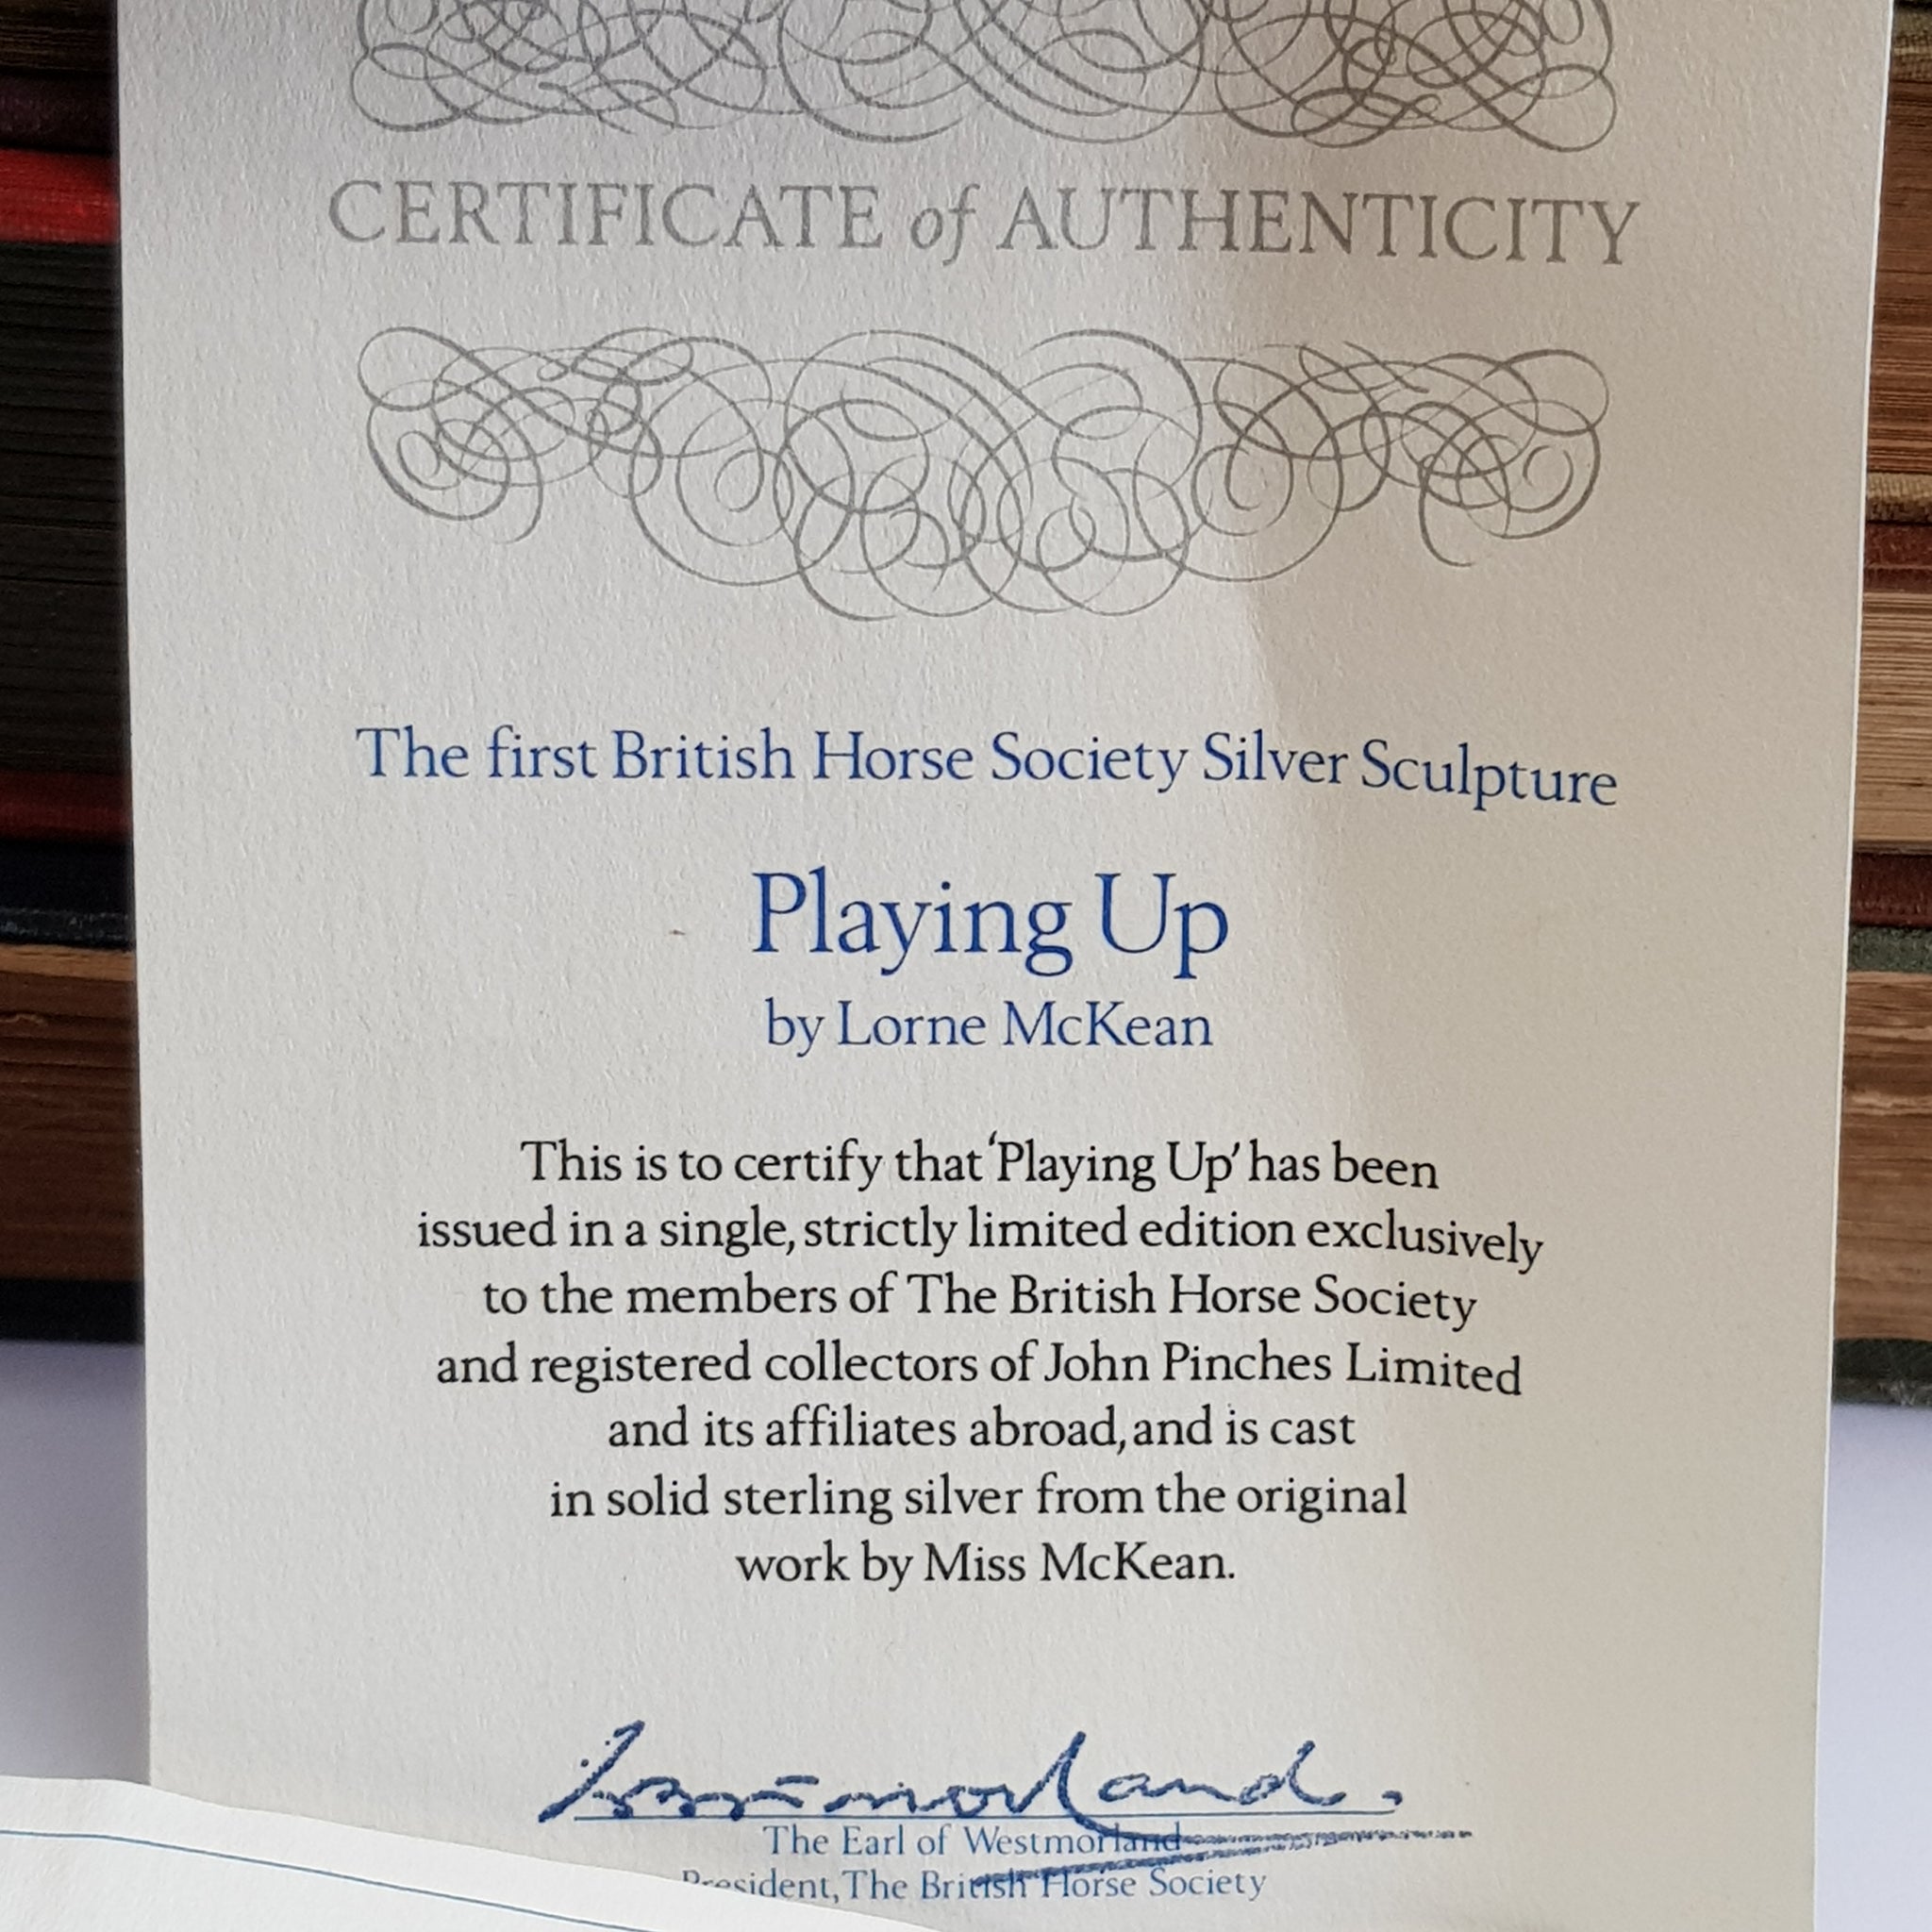 CERTIFICATE of AUTHENTICITY
The first British Horse Society Silver Sculpture
Playing Up
by Lorne McKean
This is to certify that ‘Playing Up’ has been
issued in a single, strictly limited edition exclusively
to the members of The British Horse Society
and registered collectors of John Pinches Limited
and its affiliates abroad, and is cast
in solid sterling silver from the original
work by Miss McKean.
Westmorland.
The Earl of Westmorland
President, The British Horse Society